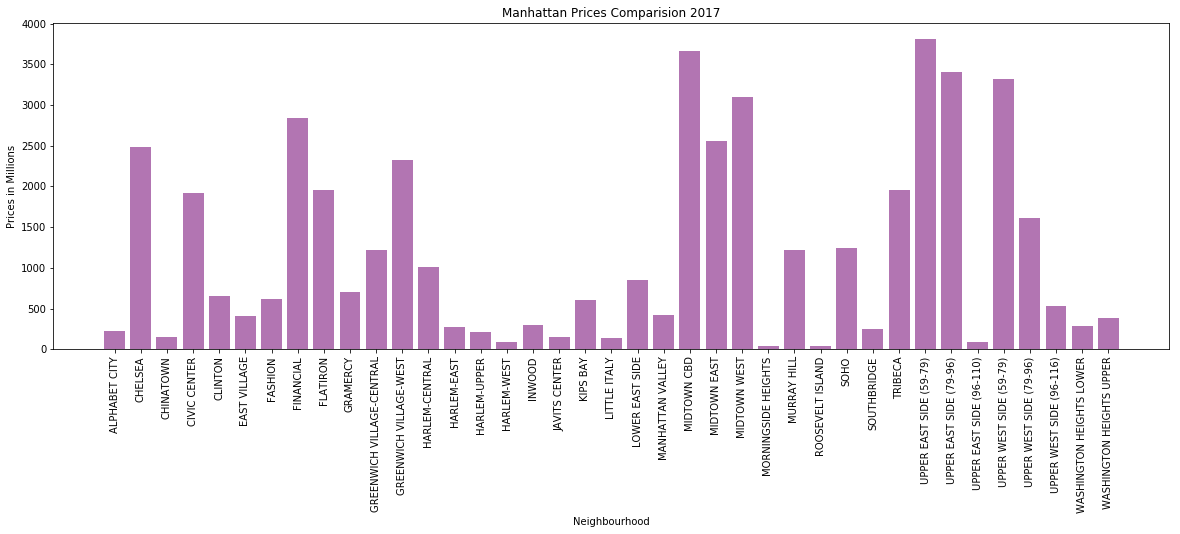 Manhattan Prices Comparision 2017
Prices in Millions
4000
3500
3000
2500
2000
1500
1000
500
0
ALPHABET CITY
CHELSEA
CHINATOWN
CIVIC CENTER
CLINTON
EAST VILLAGE
FASHION
FINANCIAL
FLATIRON
GRAMERCY
GREENWICH VILLAGE-CENTRAL
GREENWICH VILLAGE-WEST
HARLEM-CENTRAL
HARLEM-EAST
HARLEM-UPPER
HARLEM-WEST
INWOOD
JAVITS CENTER
KIPS BAY
LITTLE ITALY
LOWER EAST SIDE
MANHATTAN VALLEY
MIDTOWN CBD
MIDTOWN EAST
MIDTOWN WEST
MORNINGSIDE HEIGHTS
MURRAY HILL
ROOSEVELT ISLAND
SOHO
SOUTHBRIDGE
TRIBECA
UPPER EAST SIDE (59-79)
UPPER EAST SIDE (79-96)
UPPER EAST SIDE (96-110)
UPPER WEST SIDE (59-79)
UPPER WEST SIDE (79-96)
UPPER WEST SIDE (96-116)
WASHINGTON HEIGHTS LOWER
WASHINGTON HEIGHTS UPPER
Neighbourhood